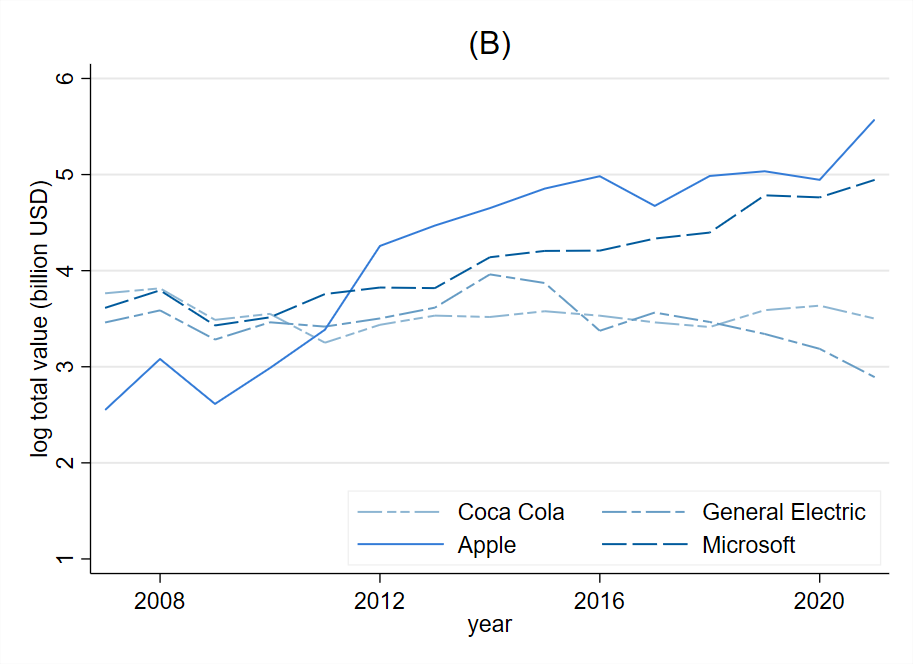 (B)
log total value (billion USD)
6
5
4
3
2
1
Coca Cola
General Electric
Apple
Microsoft
2008
2012
2016
2020
year